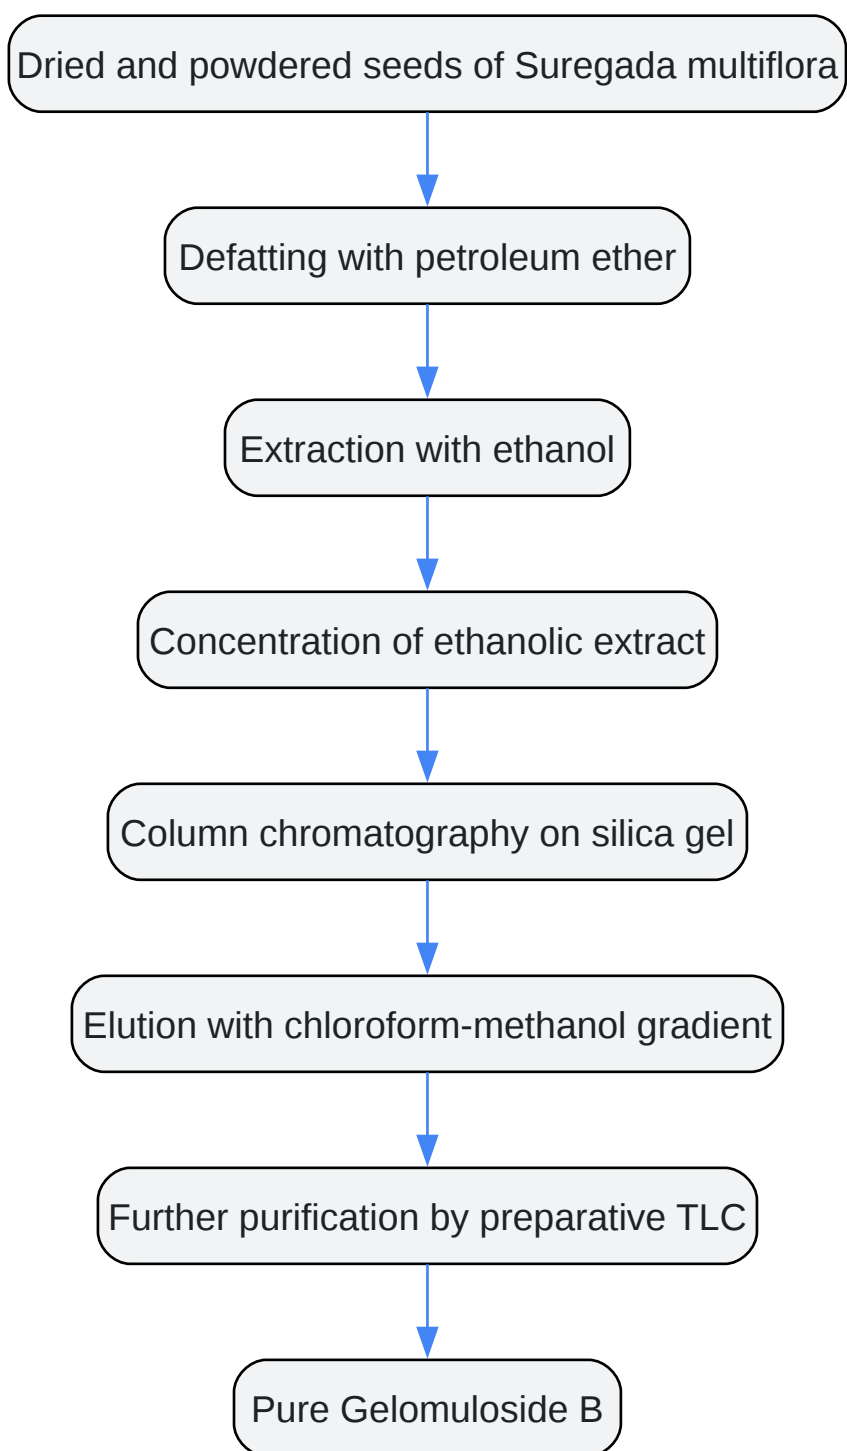 Dried and powdered seeds of Suregada multiflora
Defatting with petroleum ether
Extraction with ethanol
Concentration of ethanolic extract
Column chromatography on silica gel
Elution with chloroform-methanol gradient
Further purification by preparative TLC
Pure Gelomuloside B